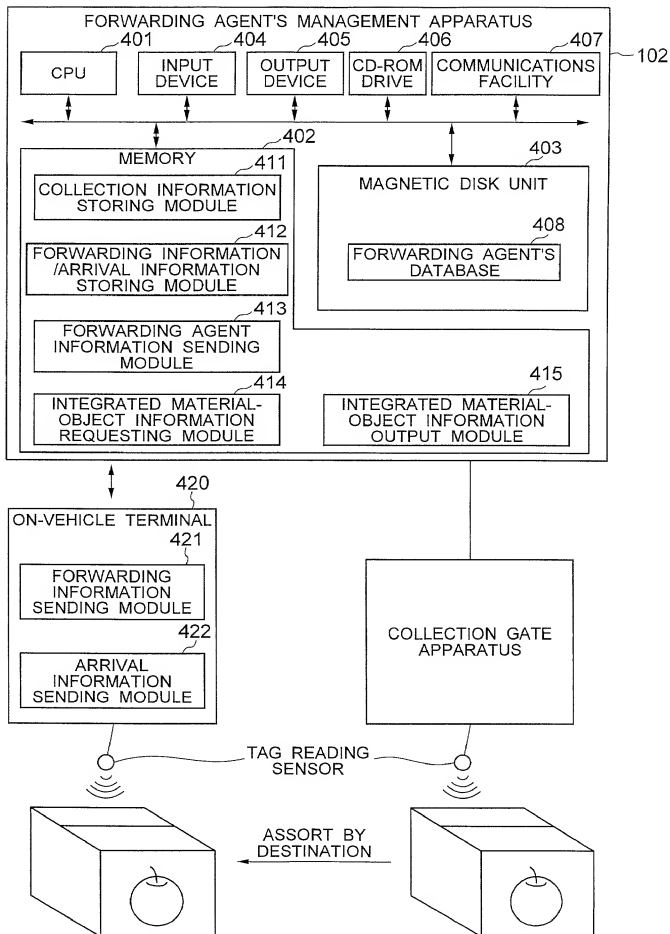 FORWARDING AGENT'S MANAGEMENT APPARATUS
102
401
CPU
404
INPUT
DEVICE
405
OUTPUT
DEVICE
406
CD-ROM
DRIVE
407
COMMUNICATIONS
FACILITY
402
MEMORY
411
COLLECTION INFORMATION
STORING MODULE
412
FORWARDING INFORMATION
/ARRIVAL INFORMATION
STORING MODULE
413
FORWARDING AGENT
INFORMATION SENDING
MODULE
414
INTEGRATED MATERIAL-
OBJECT INFORMATION
REQUESTING MODULE
403
MAGNETIC DISK UNIT
408
FORWARDING AGENT'S
DATABASE
415
INTEGRATED MATERIAL-
OBJECT INFORMATION
OUTPUT MODULE
420
ON-VEHICLE TERMINAL
421
FORWARDING
INFORMATION
SENDING MODULE
422
ARRIVAL
INFORMATION
SENDING MODULE
COLLECTION GATE
APPARATUS
TAG READING
SENSOR
ASSORT BY
DESTINATION